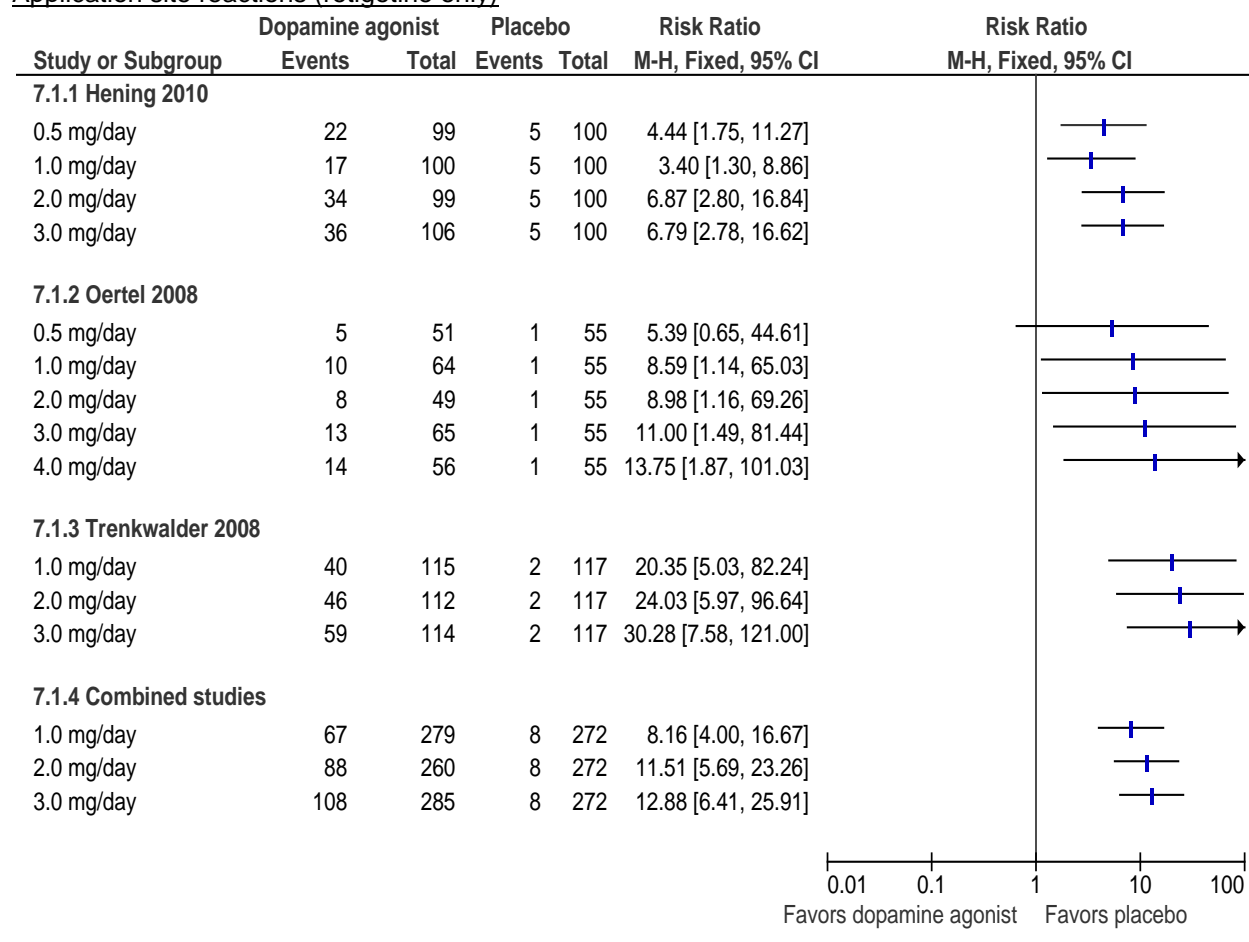 Application site reactions (rotigotine only)
Dopamine agonist Placebo Risk Ratio Risk Ratio
Study or Subgroup Events Total Events Total M-H, Fixed, 95% CI M-H, Fixed, 95% CI
7.1.1 Hening 2010
0.5 mg/day 22 99 5 100 4.44 [1.75, 11.27]
1.0 mg/day 17 100 5 100 3.40 [1.30, 8.86]
2.0 mg/day 34 99 5 100 6.87 [2.80, 16.84]
3.0 mg/day 36 106 5 100 6.79 [2.78, 16.62]
7.1.2 Oertel 2008
0.5 mg/day 5 51 1 55 5.39 [0.65, 44.61]
1.0 mg/day 10 64 1 55 8.59 [1.14, 65.03]
2.0 mg/day 8 49 1 55 8.98 [1.16, 69.26]
3.0 mg/day 13 65 1 55 11.00 [1.49, 81.44]
4.0 mg/day 14 56 1 55 13.75 [1.87, 101.03]
7.1.3 Trenkwalder 2008
1.0 mg/day 40 115 2 117 20.35 [5.03, 82.24]
2.0 mg/day 46 112 2 117 24.03 [5.97, 96.64]
3.0 mg/day 59 114 2 117 30.28 [7.58, 121.00]
7.1.4 Combined studies
1.0 mg/day 67 279 8 272 8.16 [4.00, 16.67]
2.0 mg/day 88 260 8 272 11.51 [5.69, 23.26]
3.0 mg/day 108 285 8 272 12.88 [6.41, 25.91]
0.01 0.1 1 10 100
Favors dopamine agonist Favors placebo